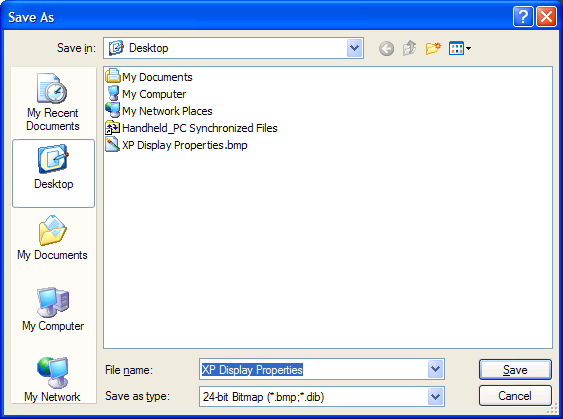 Save As
Save in: Desktop
My Recent
Documents
Desktop
My Documents
My Computer
My Network
My Documents
My Computer
My Network Places
Handheld_PC Synchronized Files
XP Display Properties.bmp
File name: XP Display Properties Save
Save as type: 24-bit Bitmap (*.bmp;*.dib) Cancel